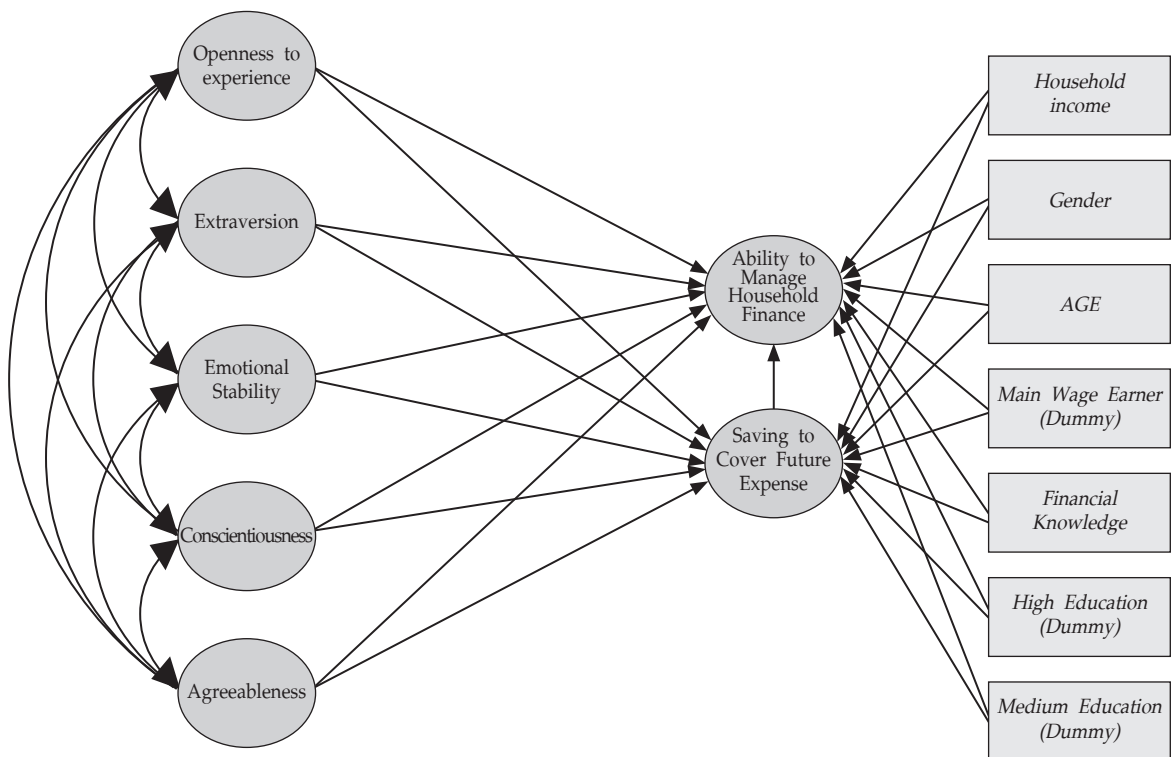 Openness to
experience
Extraversion
Emotional
Stability
Conscientiousness
Agreeableness
Ability to
Manage
Household
Finance
Saving to
Cover Future
Expense
Household
income
Gender
AGE
Main Wage Earner
(Dummy)
Financial
Knowledge
High Education
(Dummy)
Medium Education
(Dummy)